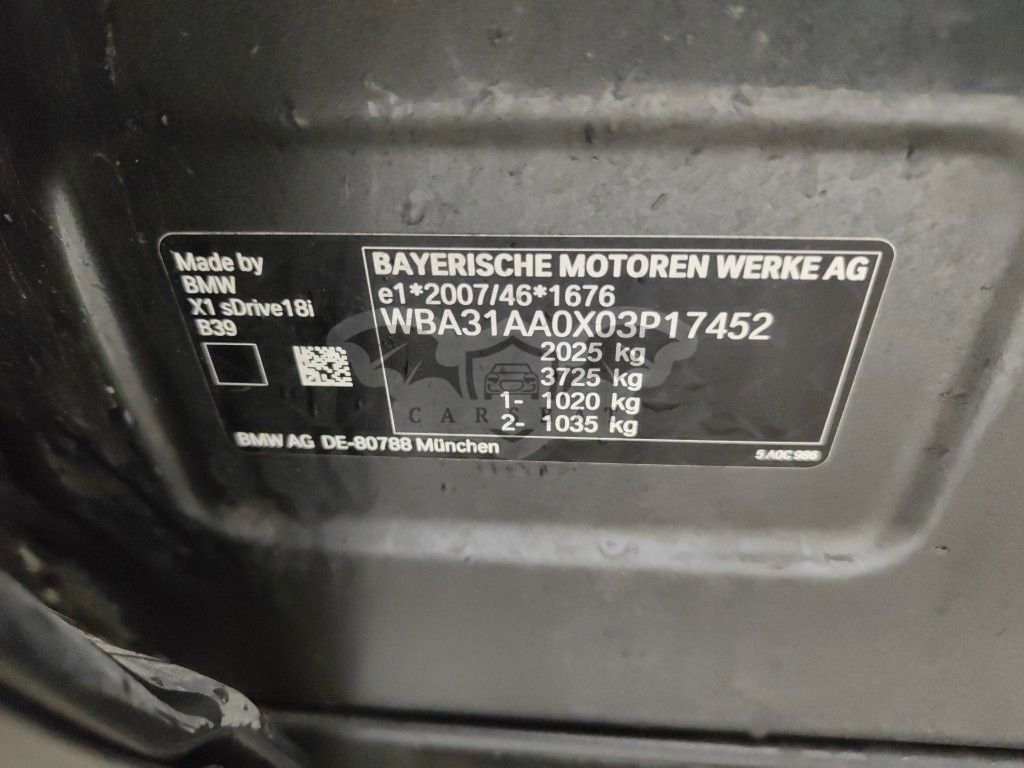 Made by
BMW
X1 sDrive18i
B39
BAYERISCHE MOTOREN WERKE AG
e1*2007/46*1676
WBA31AA0X03P17452
2025 kg
3725 kg
1- 1020 kg
2- 1035 kg
BMW AG DE-80788 München
5A0C986